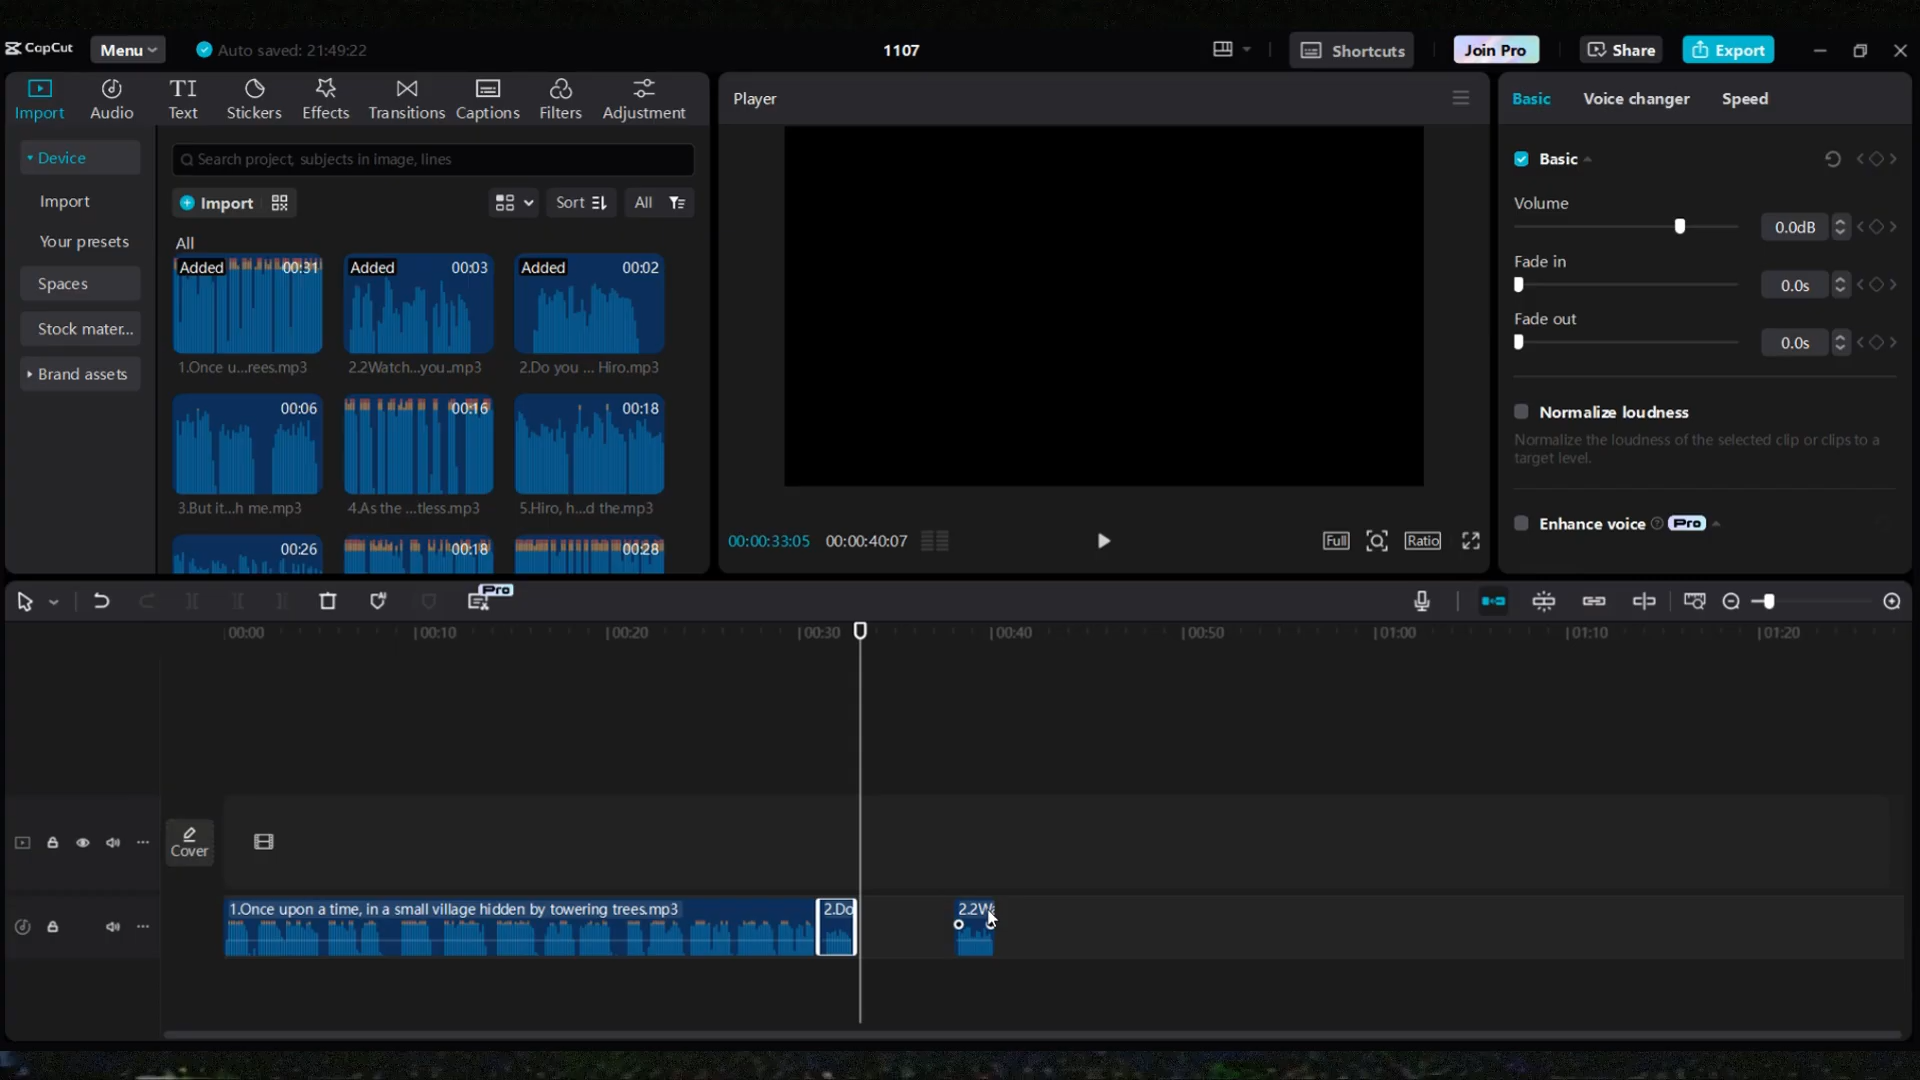 CapCut
Menu
Auto saved: 21:49:22
1107
Shortcuts
Join Pro
Share
Export
Import
Audio
TI
Text
Stickers
Effects
Transitions
Captions
Filters
Adjustment
Player
Basic
Voice changer
Speed
Device
Import
Your presets
Spaces
Stock mater...
Brand assets
Search project, subjects in image, lines
Import
Sort
All
All
Added 00:31
Added 00:03
Added 00:02
1.Once u...rees.mp3
2.2Watch...you..mp3
2.Do you ... Hiro.mp3
00:06
00:16
00:18
3.But it...h me.mp3
4.As the ...tless.mp3
5.Hiro, h...d the.mp3
00:26
00:18
00:28
00:00:33:05
00:00:40:07
Full
Ratio
Basic
Volume
0.0dB
Fade in
0.0s
Fade out
0.0s
Normalize loudness
Normalize the loudness of the selected clip or clips to a
target level.
Enhance voice
Pro
Pro
00:00
00:10
00:20
00:30
00:40
00:50
01:00
01:10
01:20
Cover
1.Once upon a time, in a small village hidden by towering trees.mp3
2.Do
2.2W